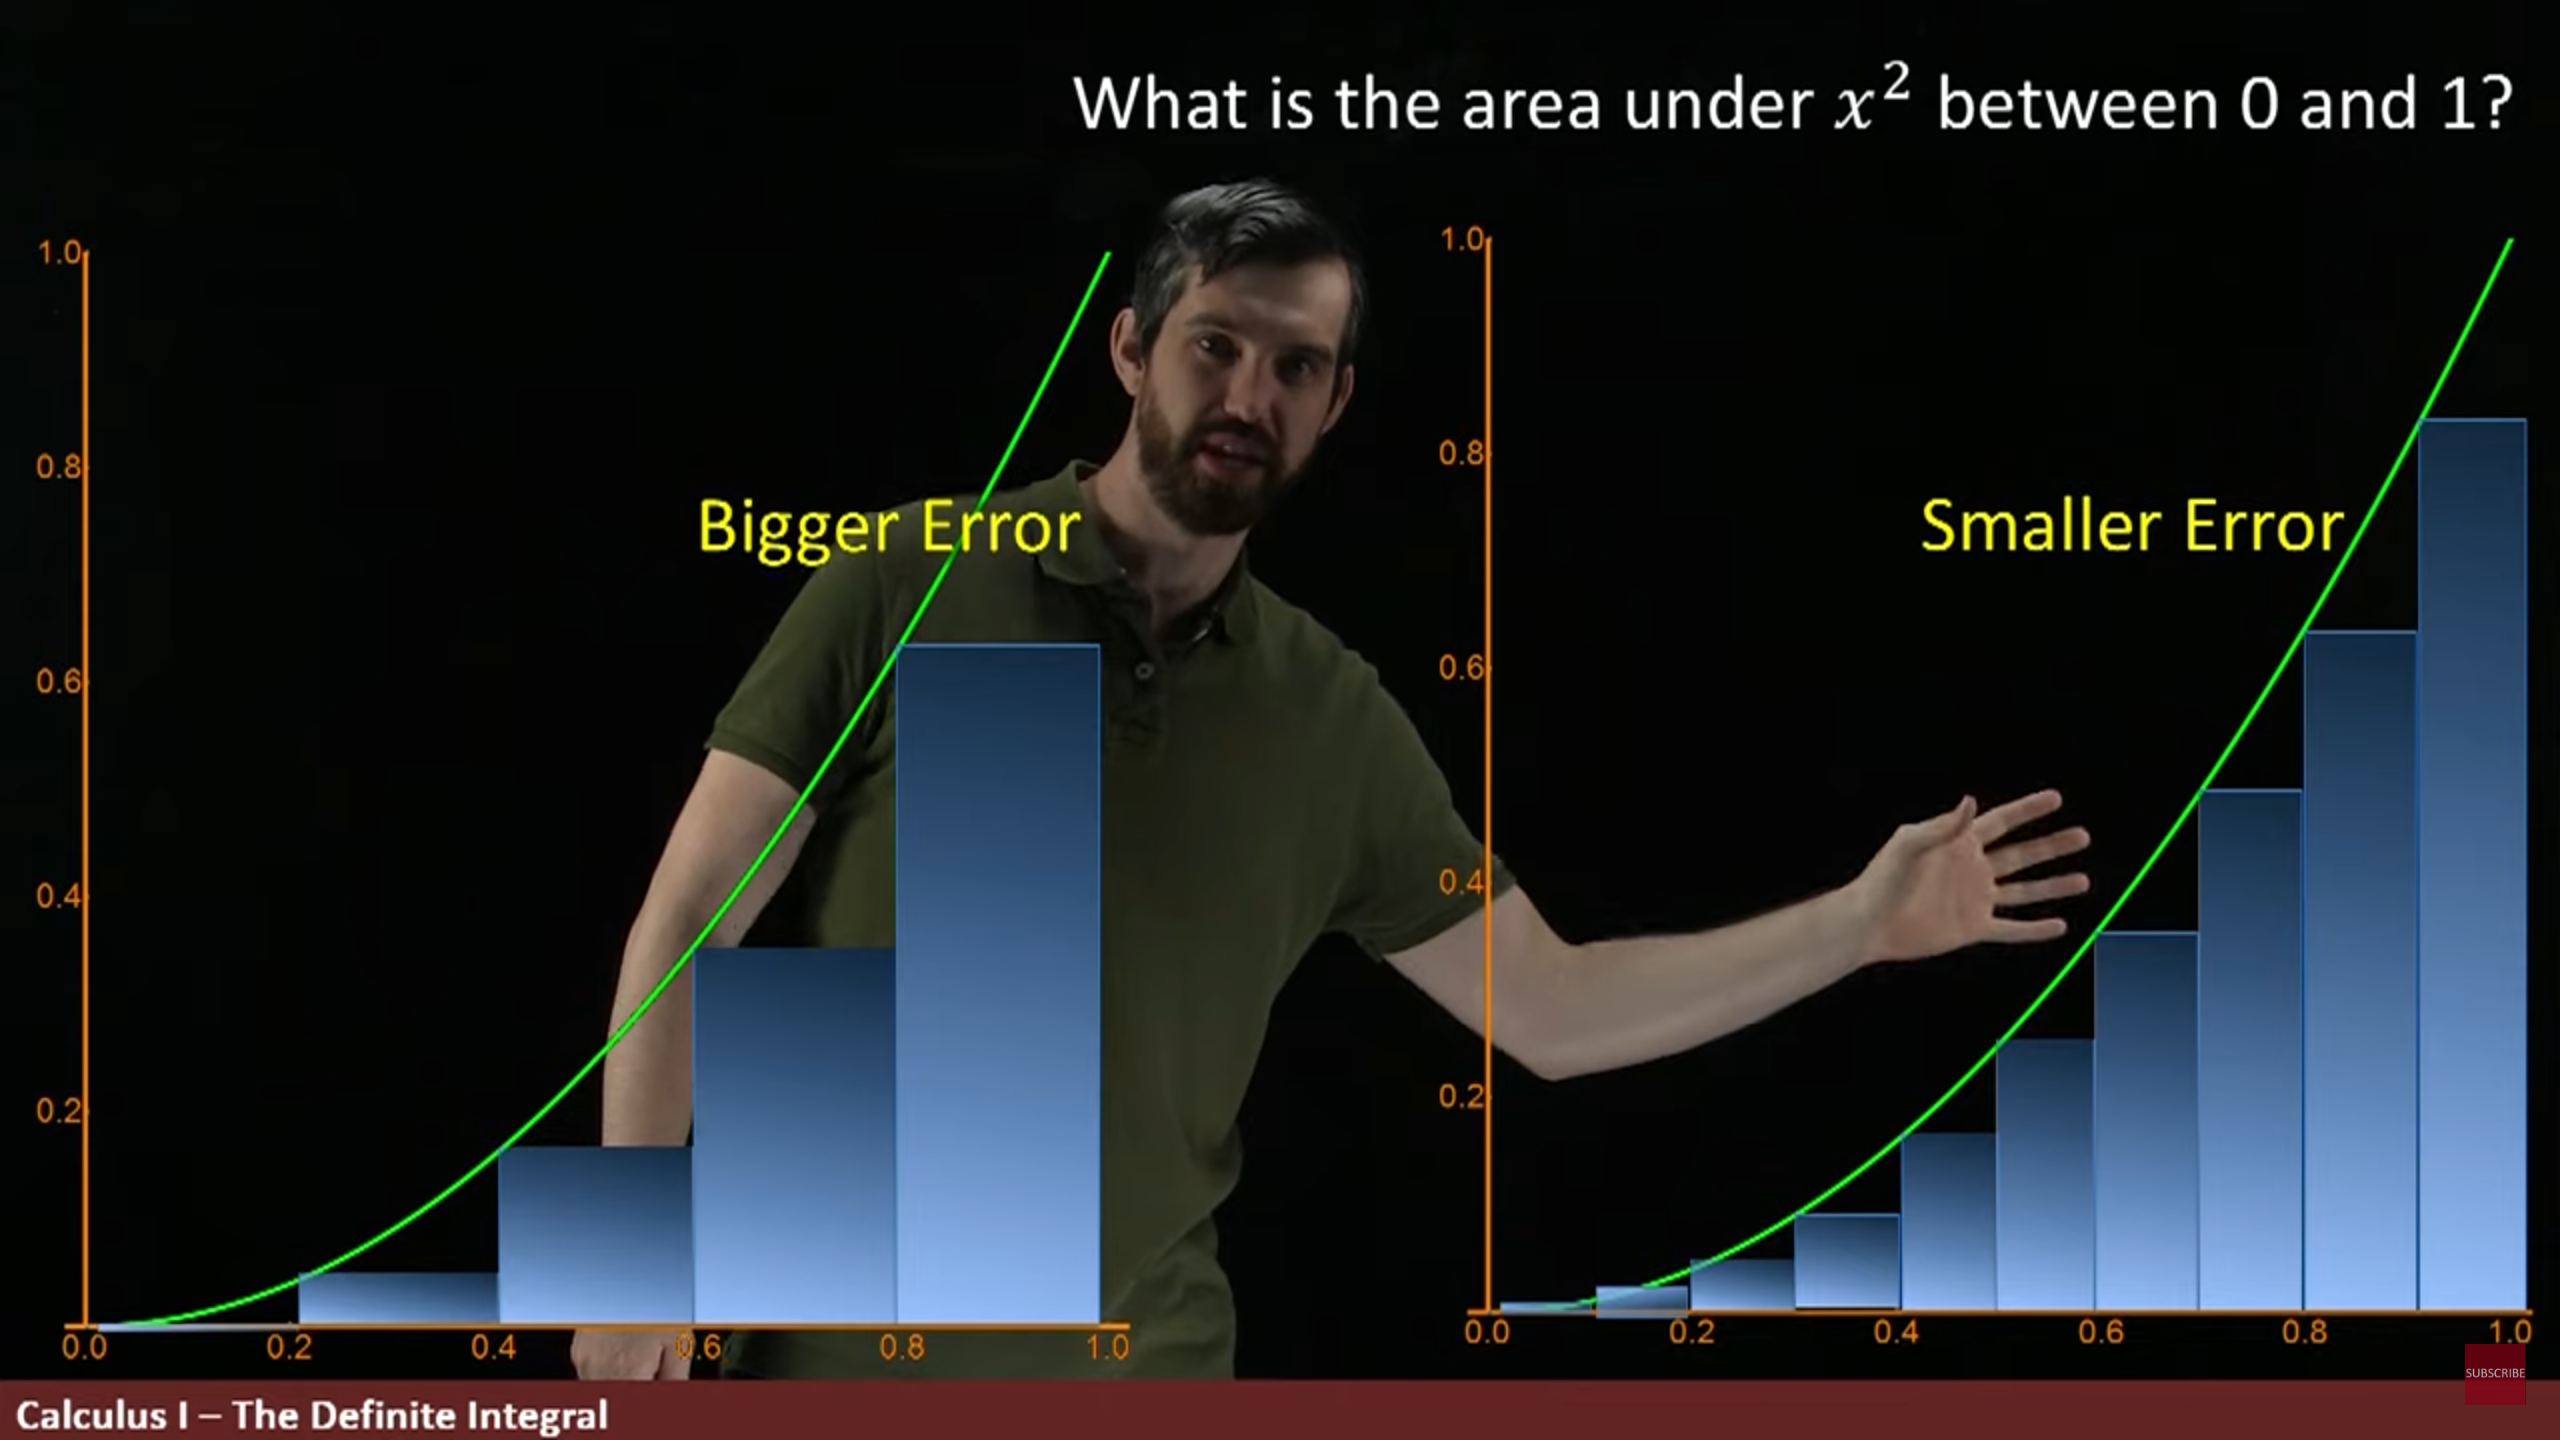 What is the area under x² between 0 and 1?
1.0
0.8
0.6
0.4
0.2
0.0 0.2 0.4 0.6 0.8 1.0
Bigger Error
1.0
0.8
0.6
0.4
0.2
0.0 0.2 0.4 0.6 0.8 1.0
Smaller Error
SUBSCRIBE
Calculus I – The Definite Integral